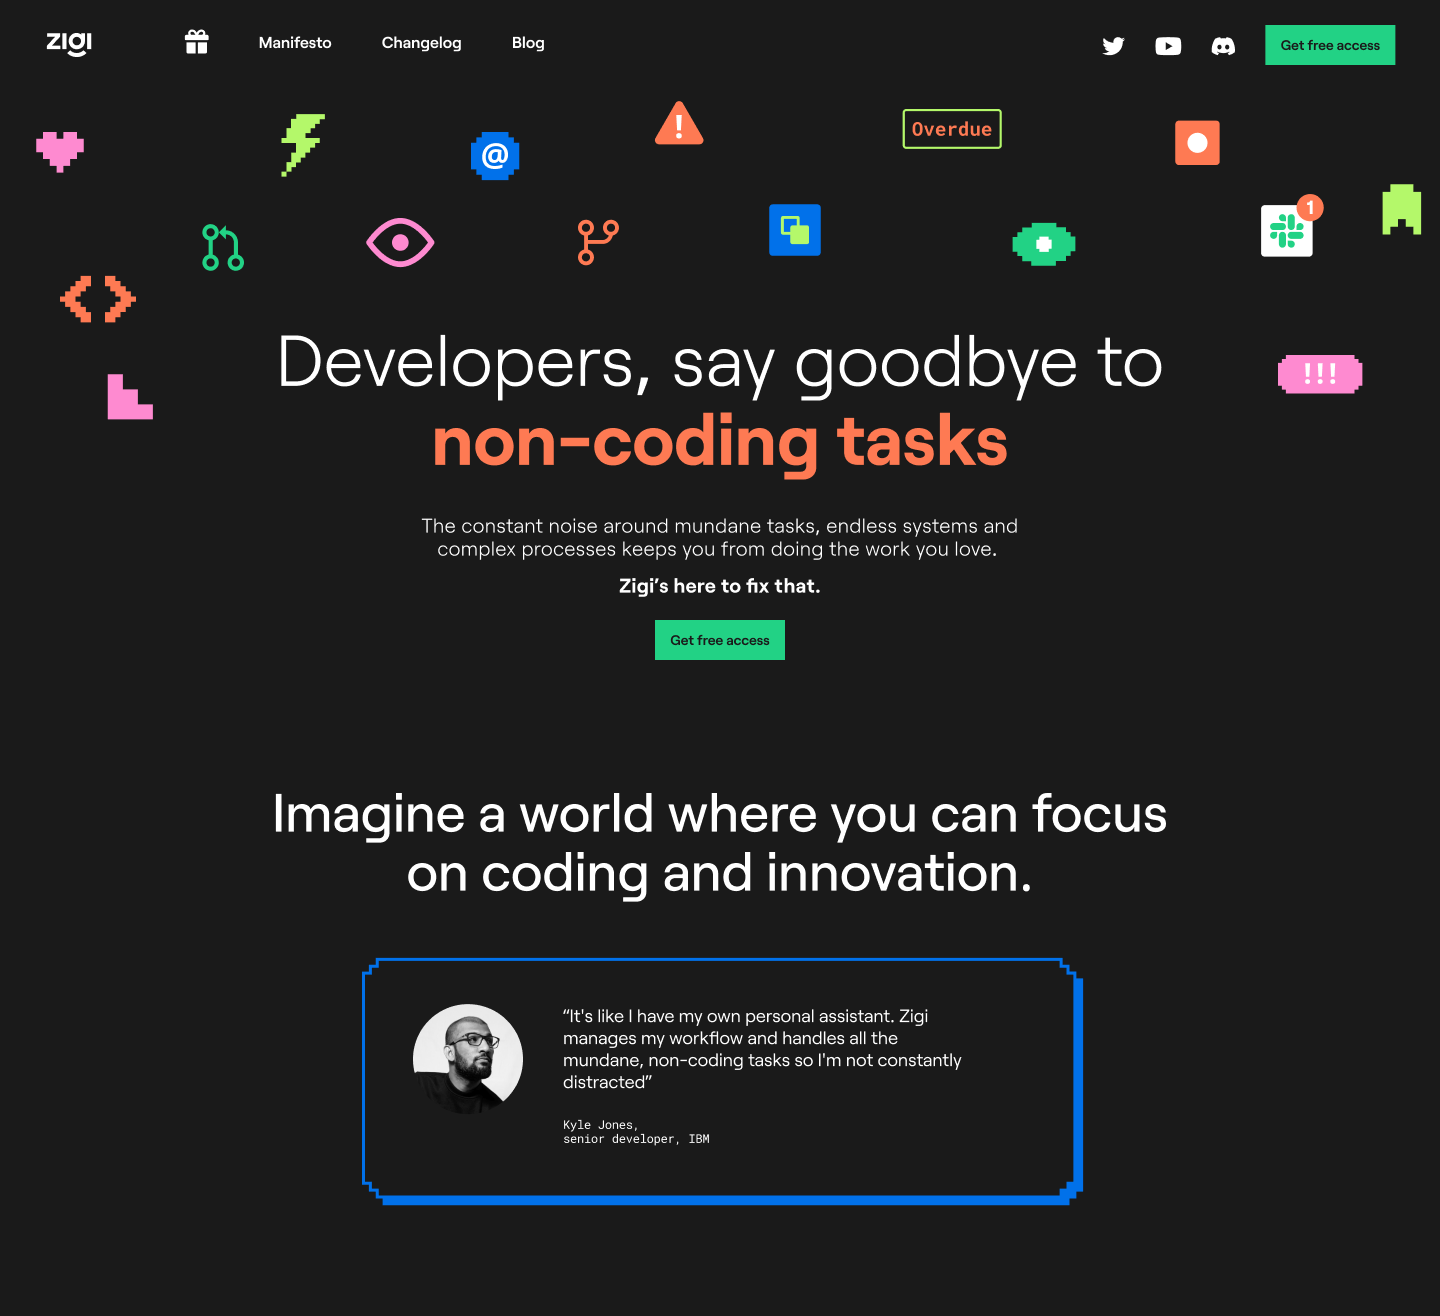 zigi
Manifesto
Changelog
Blog
Get free access
!
Overdue
@
1
!!!
Developers, say goodbye to
non-coding tasks
The constant noise around mundane tasks, endless systems and
complex processes keeps you from doing the work you love.
Zigi’s here to fix that.
Get free access
Imagine a world where you can focus
on coding and innovation.
“It's like I have my own personal assistant. Zigi
manages my workflow and handles all the
mundane, non-coding tasks so I'm not constantly
distracted”
Kyle Jones,
senior developer, IBM